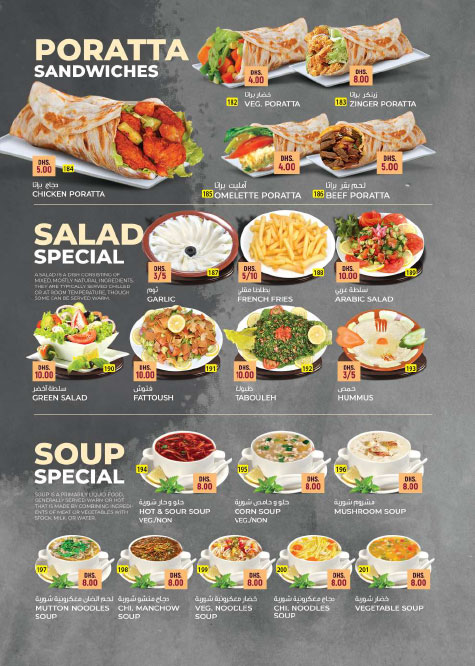 PORATTA
SANDWICHES
DHS.
4.00
182
خضار براتا
VEG. PORATTA
DHS.
8.00
183
زينكر براتا
ZINGER PORATTA
DHS.
5.00
184
دجاج براتا
CHICKEN PORATTA
DHS.
4.00
185
أمليت براتا
OMELETTE PORATTA
DHS.
5.00
186
لحم بقر براتا
BEEF PORATTA
SALAD
SPECIAL
A SALAD IS A DISH CONSISTING OF
MIXED, MOSTLY NATURAL INGREDIENTS.
THEY ARE TYPICALLY SERVED CHILLED
OR AT ROOM TEMPERATURE, THOUGH
SOME CAN BE SERVED WARM.
DHS.
3/5
187
ثوم
GARLIC
DHS.
5/10
188
بطاطا مقلي
FRENCH FRIES
DHS.
10.00
189
سلطة عربي
ARABIC SALAD
DHS.
10.00
190
سلطة أخضر
GREEN SALAD
DHS.
10.00
191
فتوش
FATTOUSH
DHS.
10.00
192
تبولة
TABOULEH
DHS.
3/5
193
حمص
HUMMUS
SOUP
SPECIAL
SOUP IS A PRIMARILY LIQUID FOOD,
GENERALLY SERVED WARM OR HOT
THAT IS MADE BY COMBINING INGREDI-
ENTS OF MEAT OR VEGETABLES WITH
STOCK, MILK, OR WATER.
194
DHS.
8.00
حلو و حار شوربة
HOT & SOUR SOUP
VEG/NON
195
DHS.
8.00
حلو و حامض شوربة
CORN SOUP
VEG/NON
196
DHS.
8.00
مشروم شوربة
MUSHROOM SOUP
197
DHS.
8.00
لحم الضان معكرونية شوربة
MUTTON NOODLES
SOUP
198
DHS.
8.00
دجاج منشو شوربة
CHI. MANCHOW
SOUP
199
DHS.
8.00
خضار معكرونية شوربة
VEG. NOODLES
SOUP
200
DHS.
8.00
دجاج معكرونية شوربة
CHI. NOODLES
SOUP
201
DHS.
8.00
خضار شوربة
VEGETABLE SOUP